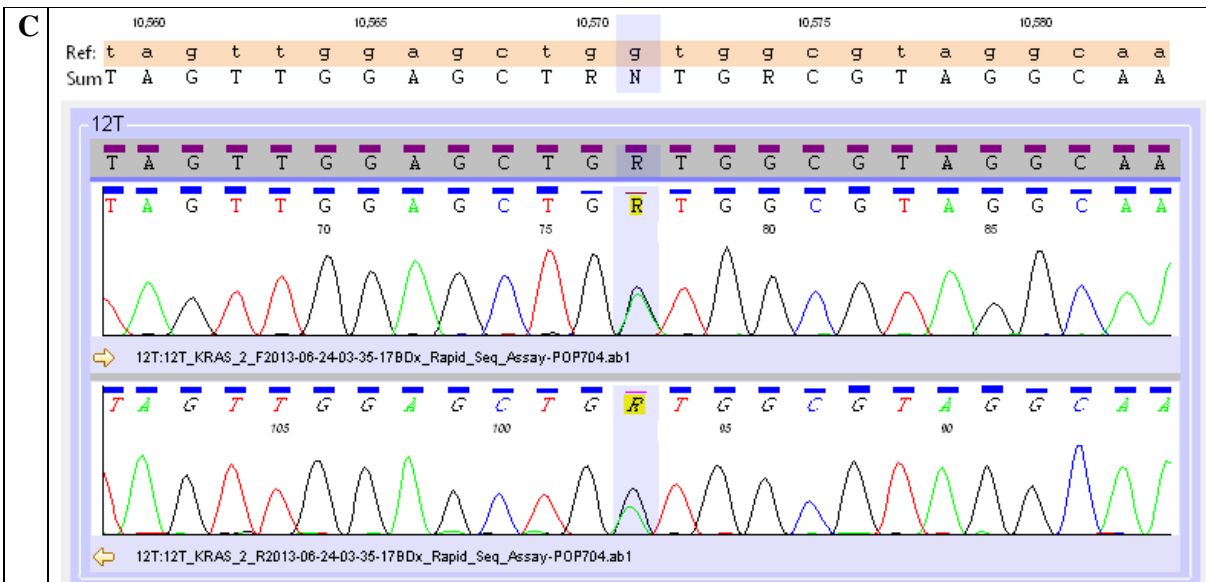 C
10,560 10,565 10,570 10,575 10,580
Ref: t a g t t g g a g c t g g t g g c g t a g g c a a
Sum T A G T T G G A G C T R N T G R C G T A G G C A A
12T
T A G T T G G A G C T G R T G G C G T A G G C A A
T A G T T G G A G C T G R T G G C G T A G G C A A
70 75 80 85
12T:12T_KRAS_2_F2013-06-24-03-35-17BDx_Rapid_Seq_Assay-POP704.ab1
T A G T T G G A G C T G R T G G C G T A G G C A A
105 100 95 90
12T:12T_KRAS_2_R2013-06-24-03-35-17BDx_Rapid_Seq_Assay-POP704.ab1